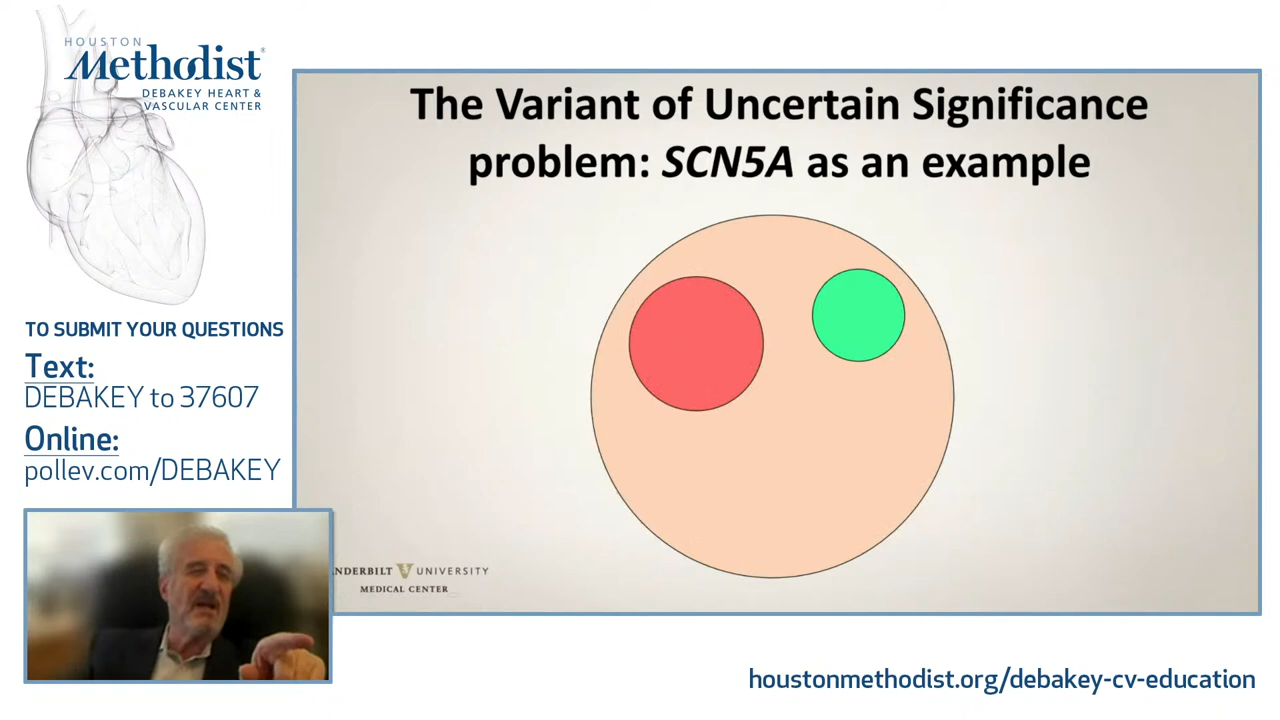 HOUSTON
Methodist®
DEBAKEY HEART &
VASCULAR CENTER
TO SUBMIT YOUR QUESTIONS
Text:
DEBAKEY to 37607
Online:
pollev.com/DEBAKEY
The Variant of Uncertain Significance
problem: SCN5A as an example
NDERBILT UNIVERSITY
MEDICAL CENTER
houstonmethodist.org/debakey-cv-education